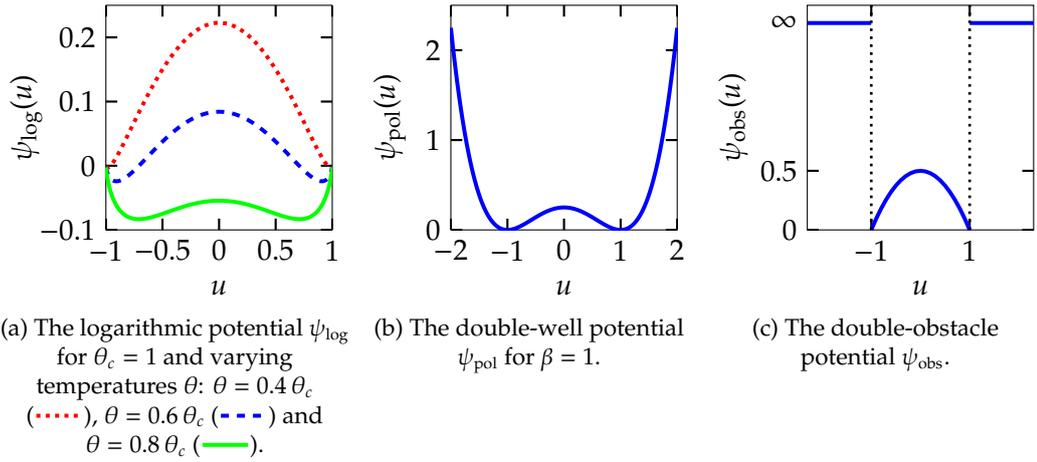 ψlog(u)
0.2
0.1
0
−0.1
−1 −0.5 0 0.5 1
u
ψpol(u)
2
1
0
−2 −1 0 1 2
u
ψobs(u)
∞
0.5
0
−1 1
u
(a) The logarithmic potential ψlog
for θc = 1 and varying
temperatures θ: θ = 0.4 θc
( ), θ = 0.6 θc ( ) and
θ = 0.8 θc ( ).
(b) The double-well potential
ψpol for β = 1.
(c) The double-obstacle
potential ψobs.